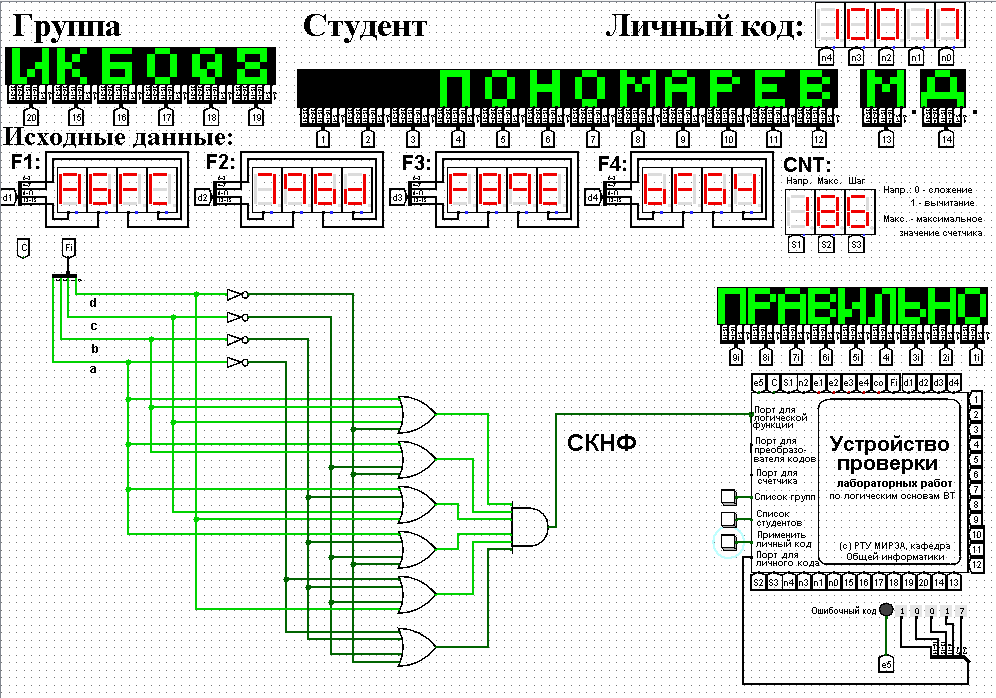 Группа Студент Личный код: 10017
n4 n3 n2 n1 n0
ИКБО03
ПОНОМАРЕВ М. Д.
20 15 16 17 18 19
1 2 3 4 5 6 7 8 9 10 11 12 13 14
Исходные данные:
F1: F2: F3: F4: CNT:
Напр. Макс. Шаг
d1 A5FC d2 796d d3 d4 bF64 186
Напр.: 0 - сложение
1 - вычитание
Макс. - максимальное
значение счетчика
S1 S2 S3
C Fi
d
c
b
a
ПРАВИЛЬНО
9i 8i 7i 6i 5i 4i 3i 2i 1i
e5 C S1 n2 e1 e2 e3 e4 co Fi d1 d2 d3 d4
Порт для
логической
функции
Порт для
преобразо-
вателя кодов
Порт для
счетчика
Список групп
Список
студентов
Применить
личный код
Порт для
личного кода
СКНФ
Устройство
проверки
лабораторных работ
по логическим основам ВТ
(с) РТУ МИРЭА, кафедра
Общей информатики
1
2
3
4
5
6
7
8
9
10
11
12
S2 S3 n4 n3 n1 n0 15 16 17 18 19 20 14 13
Ошибочный код 1 0 0 1 7
e5